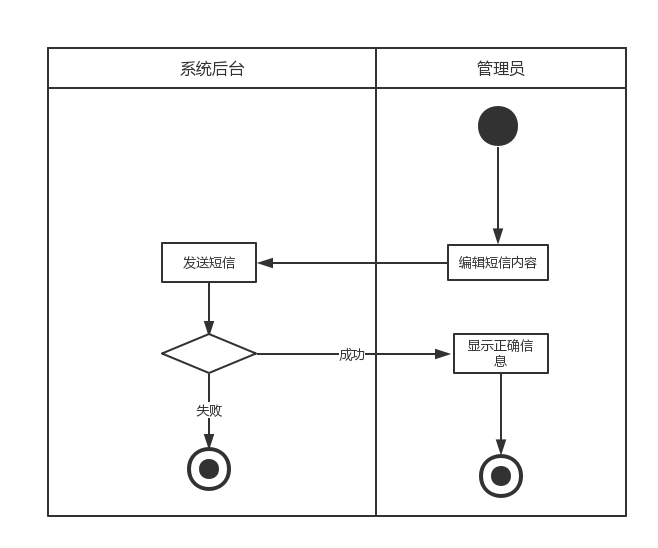 系统后台
管理员
发送短信
编辑短信内容
成功
显示正确信
息
失败